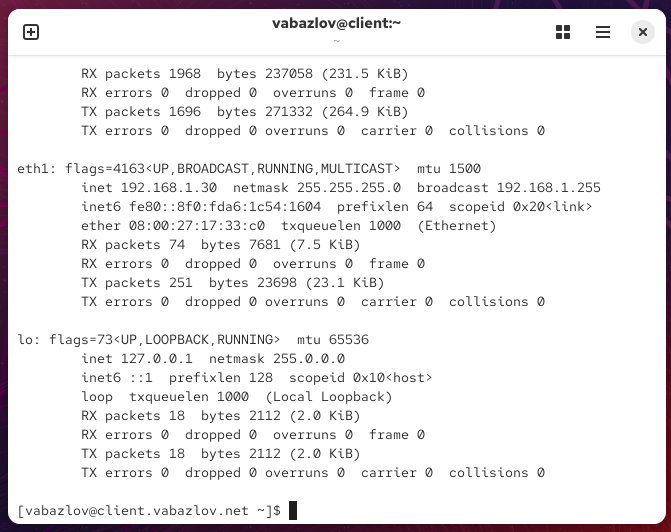 vabazlov@client:~
~
RX packets 1968  bytes 237058 (231.5 KiB)
RX errors 0  dropped 0  overruns 0  frame 0
TX packets 1696  bytes 271332 (264.9 KiB)
TX errors 0  dropped 0 overruns 0  carrier 0  collisions 0
eth1: flags=4163<UP,BROADCAST,RUNNING,MULTICAST>  mtu 1500
inet 192.168.1.30  netmask 255.255.255.0  broadcast 192.168.1.255
inet6 fe80::8f0:fda6:1c54:1604  prefixlen 64  scopeid 0x20<link>
ether 08:00:27:17:33:c0  txqueuelen 1000  (Ethernet)
RX packets 74  bytes 7681 (7.5 KiB)
RX errors 0  dropped 0  overruns 0  frame 0
TX packets 251  bytes 23698 (23.1 KiB)
TX errors 0  dropped 0 overruns 0  carrier 0  collisions 0
lo: flags=73<UP,LOOPBACK,RUNNING>  mtu 65536
inet 127.0.0.1  netmask 255.0.0.0
inet6 ::1  prefixlen 128  scopeid 0x10<host>
loop  txqueuelen 1000  (Local Loopback)
RX packets 18  bytes 2112 (2.0 KiB)
RX errors 0  dropped 0  overruns 0  frame 0
TX packets 18  bytes 2112 (2.0 KiB)
TX errors 0  dropped 0 overruns 0  carrier 0  collisions 0
[vabazlov@client.vabazlov.net ~]$